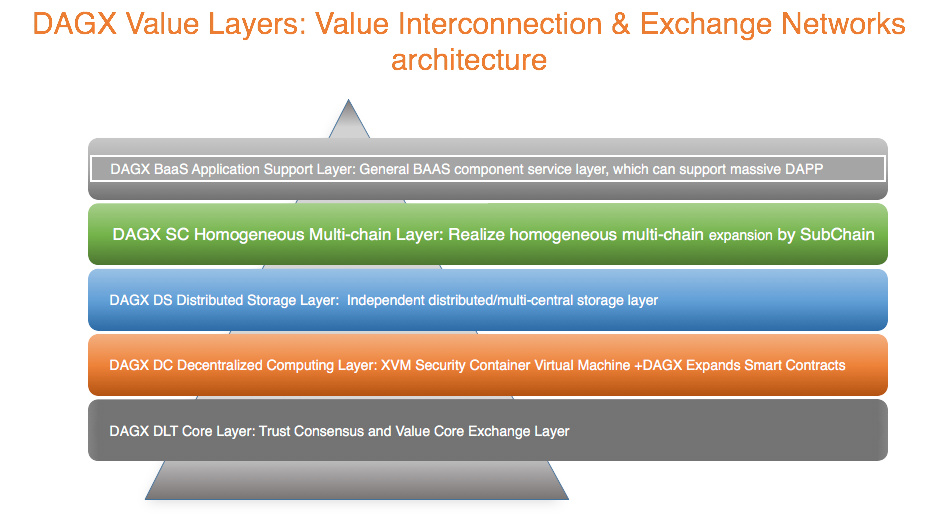 DAGX Value Layers: Value Interconnection & Exchange Networks
architecture
DAGX BaaS Application Support Layer: General BAAS component service layer, which can support massive DAPP
DAGX SC Homogeneous Multi-chain Layer: Realize homogeneous multi-chain expansion by SubChain
DAGX DS Distributed Storage Layer: Independent distributed/multi-central storage layer
DAGX DC Decentralized Computing Layer: XVM Security Container Virtual Machine +DAGX Expands Smart Contracts
DAGX DLT Core Layer: Trust Consensus and Value Core Exchange Layer